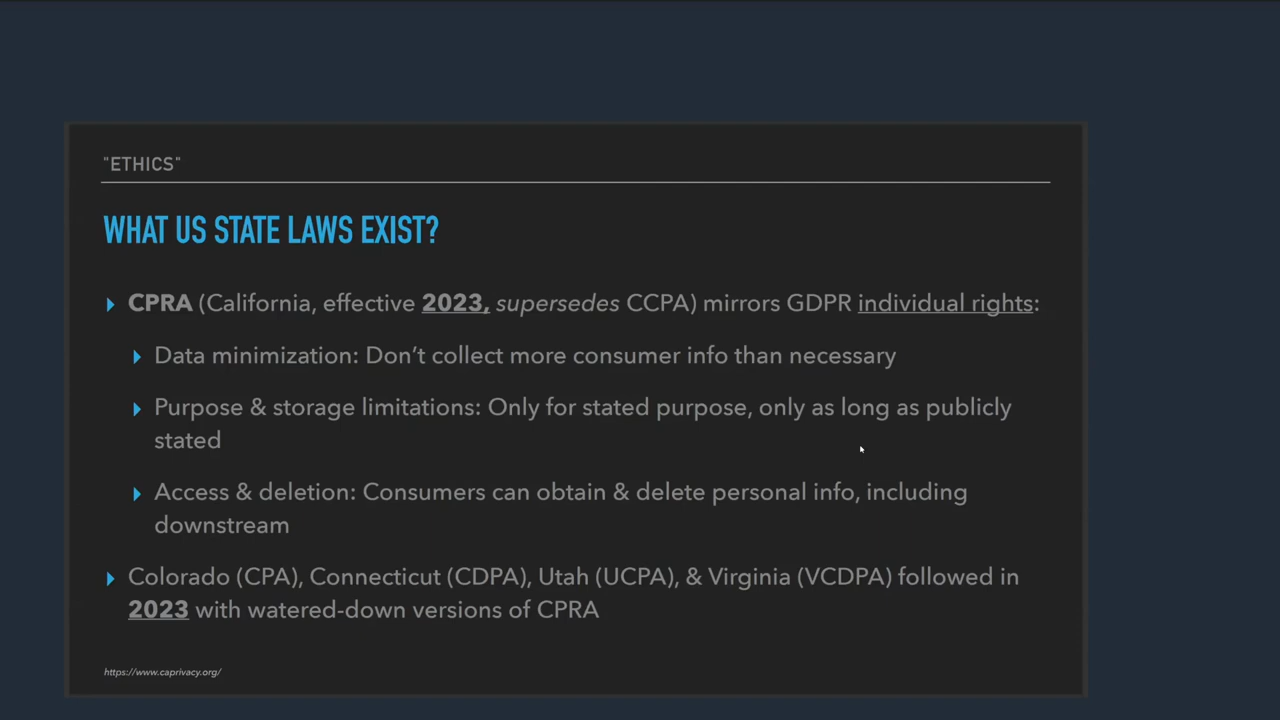 "ETHICS"
WHAT US STATE LAWS EXIST?
CPRA (California, effective 2023, supersedes CCPA) mirrors GDPR individual rights:
Data minimization: Don’t collect more consumer info than necessary
Purpose & storage limitations: Only for stated purpose, only as long as publicly
stated
Access & deletion: Consumers can obtain & delete personal info, including
downstream
Colorado (CPA), Connecticut (CDPA), Utah (UCPA), & Virginia (VCDPA) followed in
2023 with watered-down versions of CPRA
https://www.caprivacy.org/